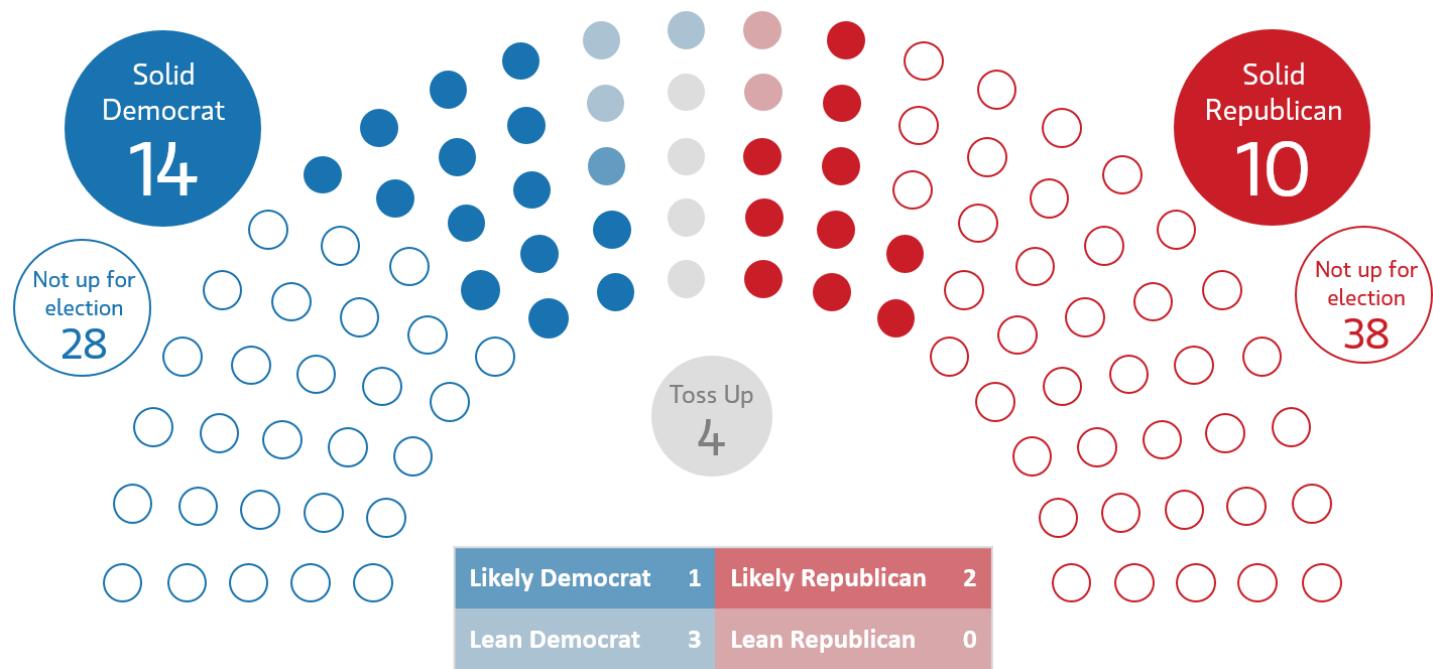 Solid
Democrat
14
Not up for
election
28
Solid
Republican
10
Not up for
election
38
Toss Up
4
Likely Democrat 1
Likely Republican 2
Lean Democrat 3
Lean Republican 0